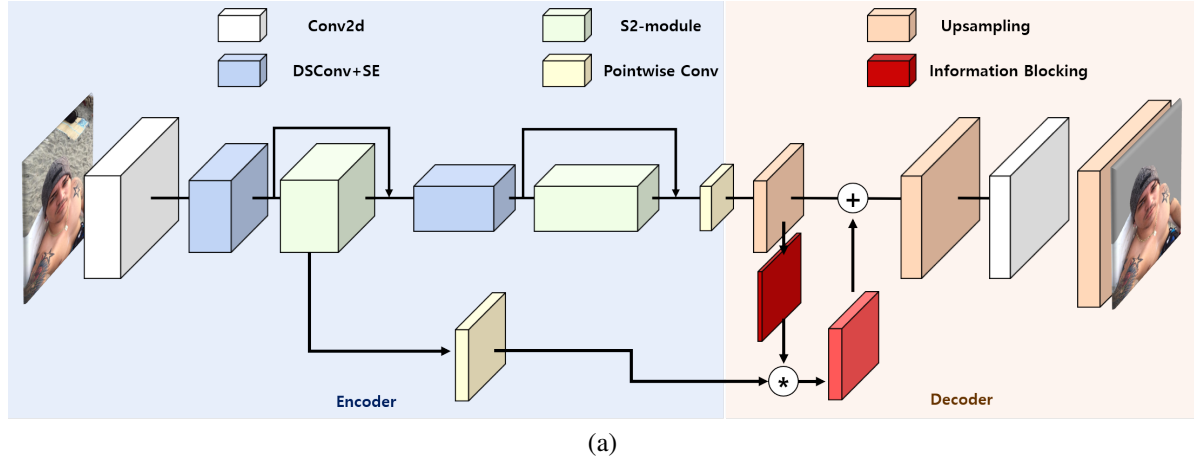 Conv2d
S2-module
Upsampling
DSConv+SE
Pointwise Conv
Information Blocking
+
*
Encoder
Decoder
(a)